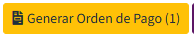 Generar Orden de Pago (1)